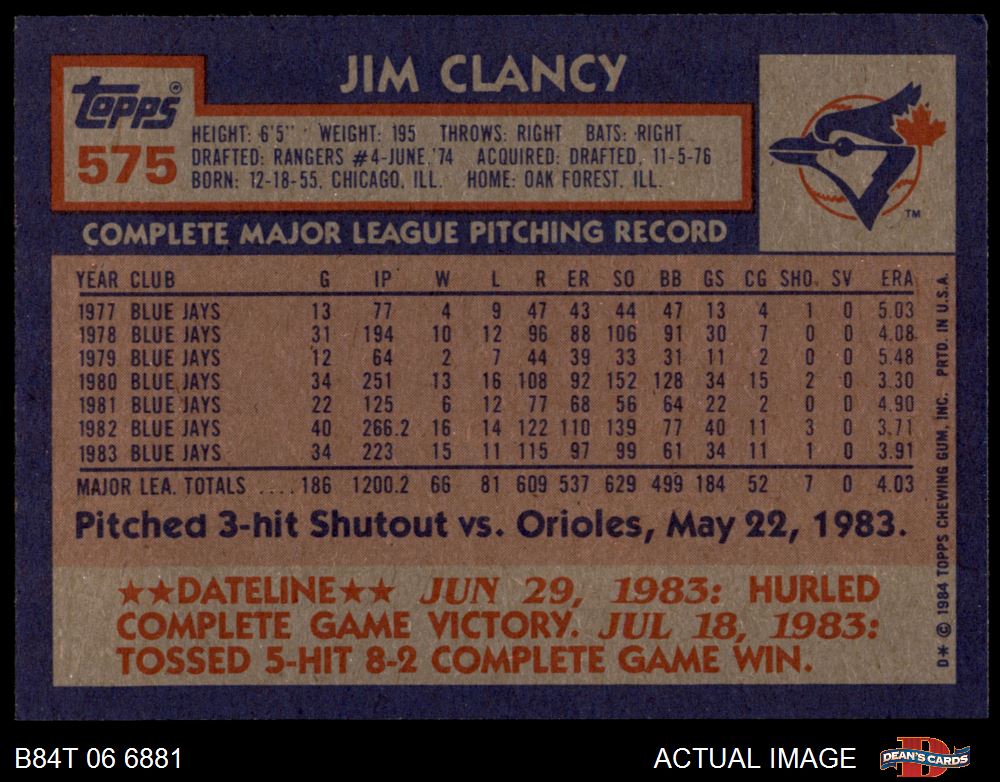 JIM CLANCY
Topps®
575
HEIGHT: 6'5" WEIGHT: 195 THROWS: RIGHT BATS: RIGHT
DRAFTED: RANGERS #4-JUNE,'74 ACQUIRED: DRAFTED, 11-5-76
BORN: 12-18-55, CHICAGO, ILL. HOME: OAK FOREST, ILL.
TM
COMPLETE MAJOR LEAGUE PITCHING RECORD
YEAR CLUB G IP W L R ER SO BB GS CG SHO. SV ERA
1977 BLUE JAYS 13 77 4 9 47 43 44 47 13 4 1 0 5.03
1978 BLUE JAYS 31 194 10 12 96 88 106 91 30 7 0 0 4.08
1979 BLUE JAYS 12 64 2 7 44 39 33 31 11 2 0 0 5.48
1980 BLUE JAYS 34 251 13 16 108 92 152 128 34 15 2 0 3.30
1981 BLUE JAYS 22 125 6 12 77 68 56 64 22 2 0 0 4.90
1982 BLUE JAYS 40 266.2 16 14 122 110 139 77 40 11 3 0 3.71
1983 BLUE JAYS 34 223 15 11 115 97 99 61 34 11 1 0 3.91
MAJOR LEA. TOTALS .... 186 1200.2 66 81 609 537 629 499 184 52 7 0 4.03
Pitched 3-hit Shutout vs. Orioles, May 22, 1983.
★★DATELINE★★ JUN 29, 1983: HURLED
COMPLETE GAME VICTORY. JUL 18, 1983:
TOSSED 5-HIT 8-2 COMPLETE GAME WIN.
D* © 1984 TOPPS CHEWING GUM, INC. PRTD. IN U.S.A.
B84T 06 6881
ACTUAL IMAGE
DEAN'S CARDS